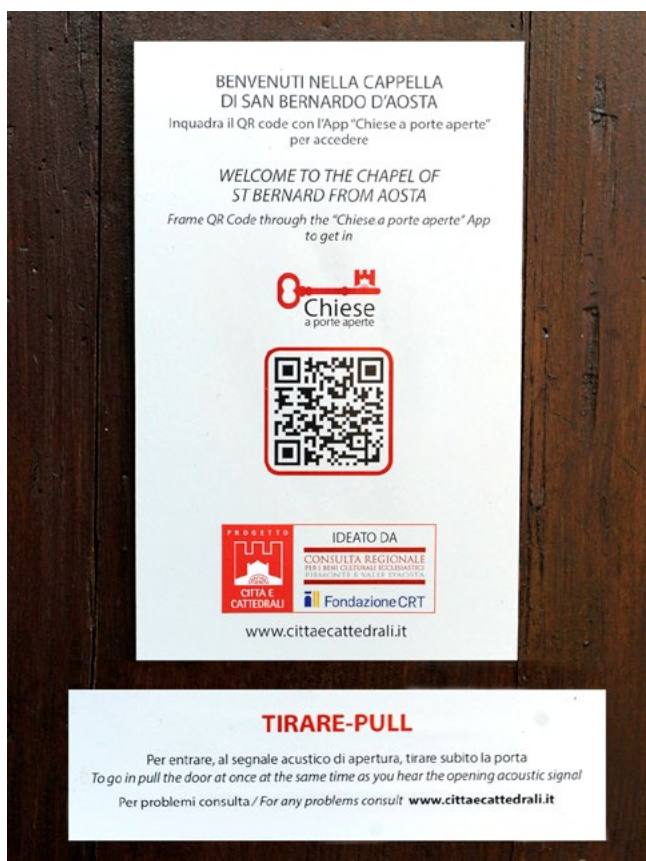 BENVENUTI NELLA CAPPELLA
DI SAN BERNARDO D'AOSTA
Inquadra il QR code con l'App "Chiese a porte aperte"
per accedere
WELCOME TO THE CHAPEL OF
ST BERNARD FROM AOSTA
Frame QR Code through the "Chiese a porte aperte" App
to get in
Chiese
a porte aperte
PROGETTO
CITTÀ E
CATTEDRALI
IDEATO DA
CONSULTA REGIONALE
PER I BENI CULTURALI ECCLESIASTICI
PIEMONTE E VALLE D'AOSTA
Fondazione CRT
www.cittaecattedrali.it
TIRARE-PULL
Per entrare, al segnale acustico di apertura, tirare subito la porta
To go in pull the door at once at the same time as you hear the opening acoustic signal
Per problemi consulta / For any problems consult www.cittaecattedrali.it